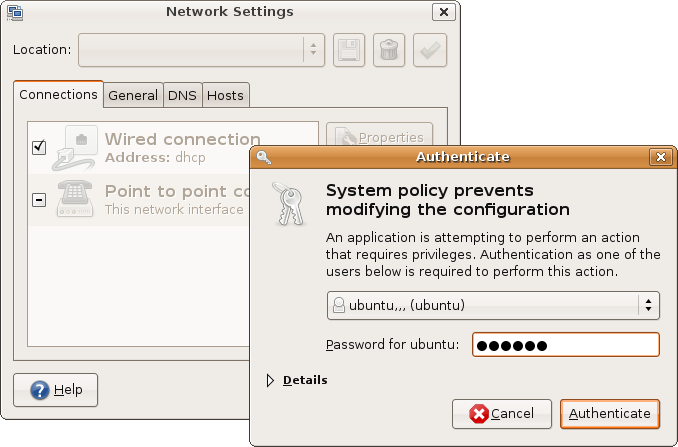 Network Settings
Location:
Connections General DNS Hosts
Wired connection
Address: dhcp
Properties
Point to point co
This network interface
Help
Authenticate
System policy prevents
modifying the configuration
An application is attempting to perform an action
that requires privileges. Authentication as one of the
users below is required to perform this action.
ubuntu,,, (ubuntu)
Password for ubuntu: ●●●●●●
Details
Cancel Authenticate